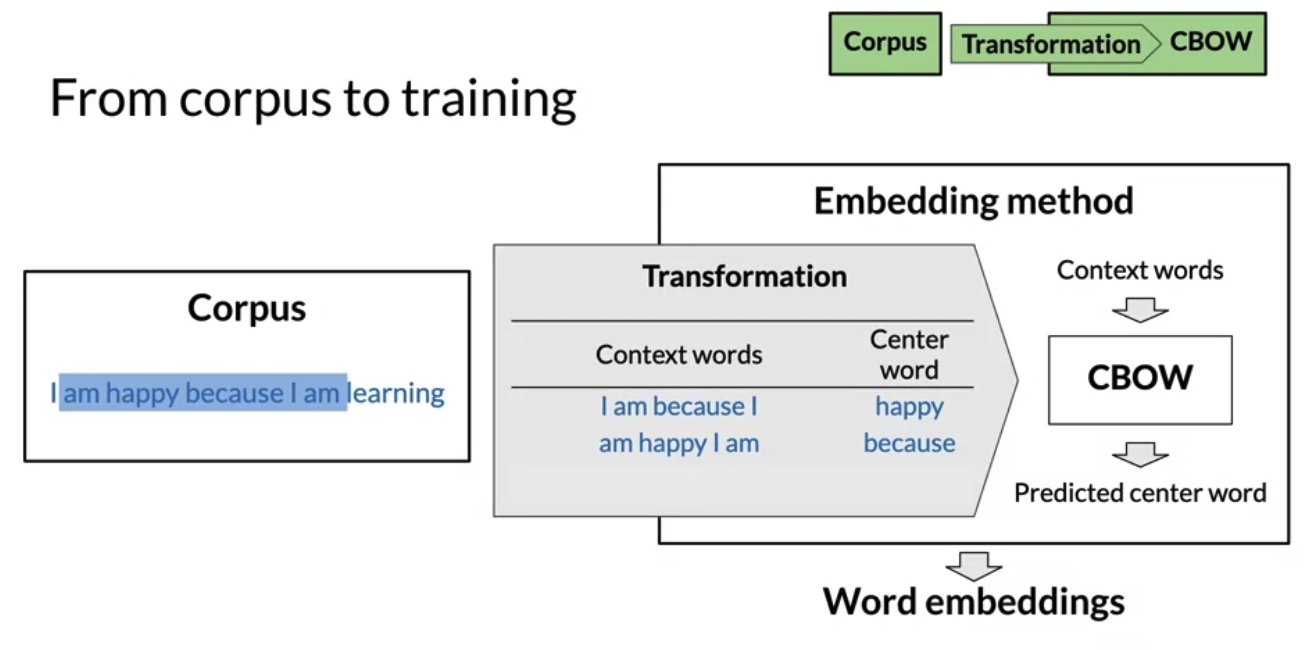 Corpus
Transformation
CBOW
From corpus to training
Corpus
I am happy because I am learning
Embedding method
Transformation
Context words
Center
word
I am because I
happy
am happy I am
because
Context words
CBOW
Predicted center word
Word embeddings